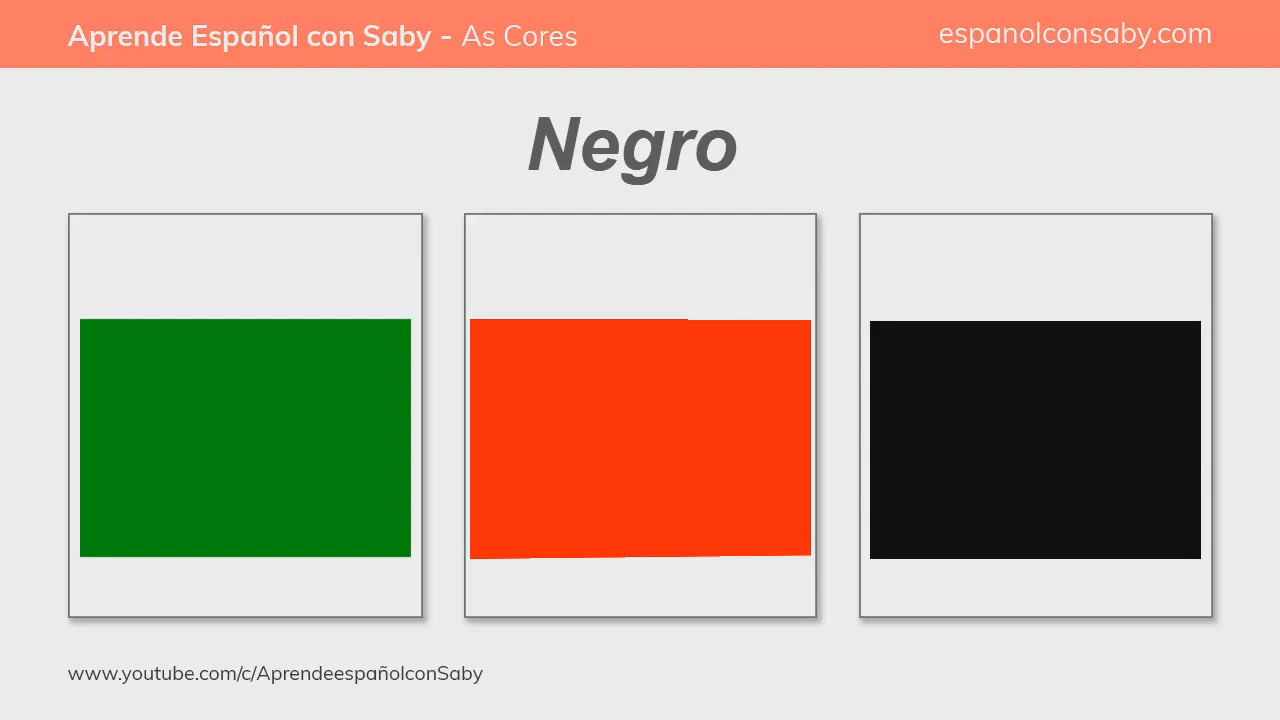 Aprende Español con Saby - As Cores
espanolconsaby.com
Negro
www.youtube.com/c/AprendeespañolconSaby